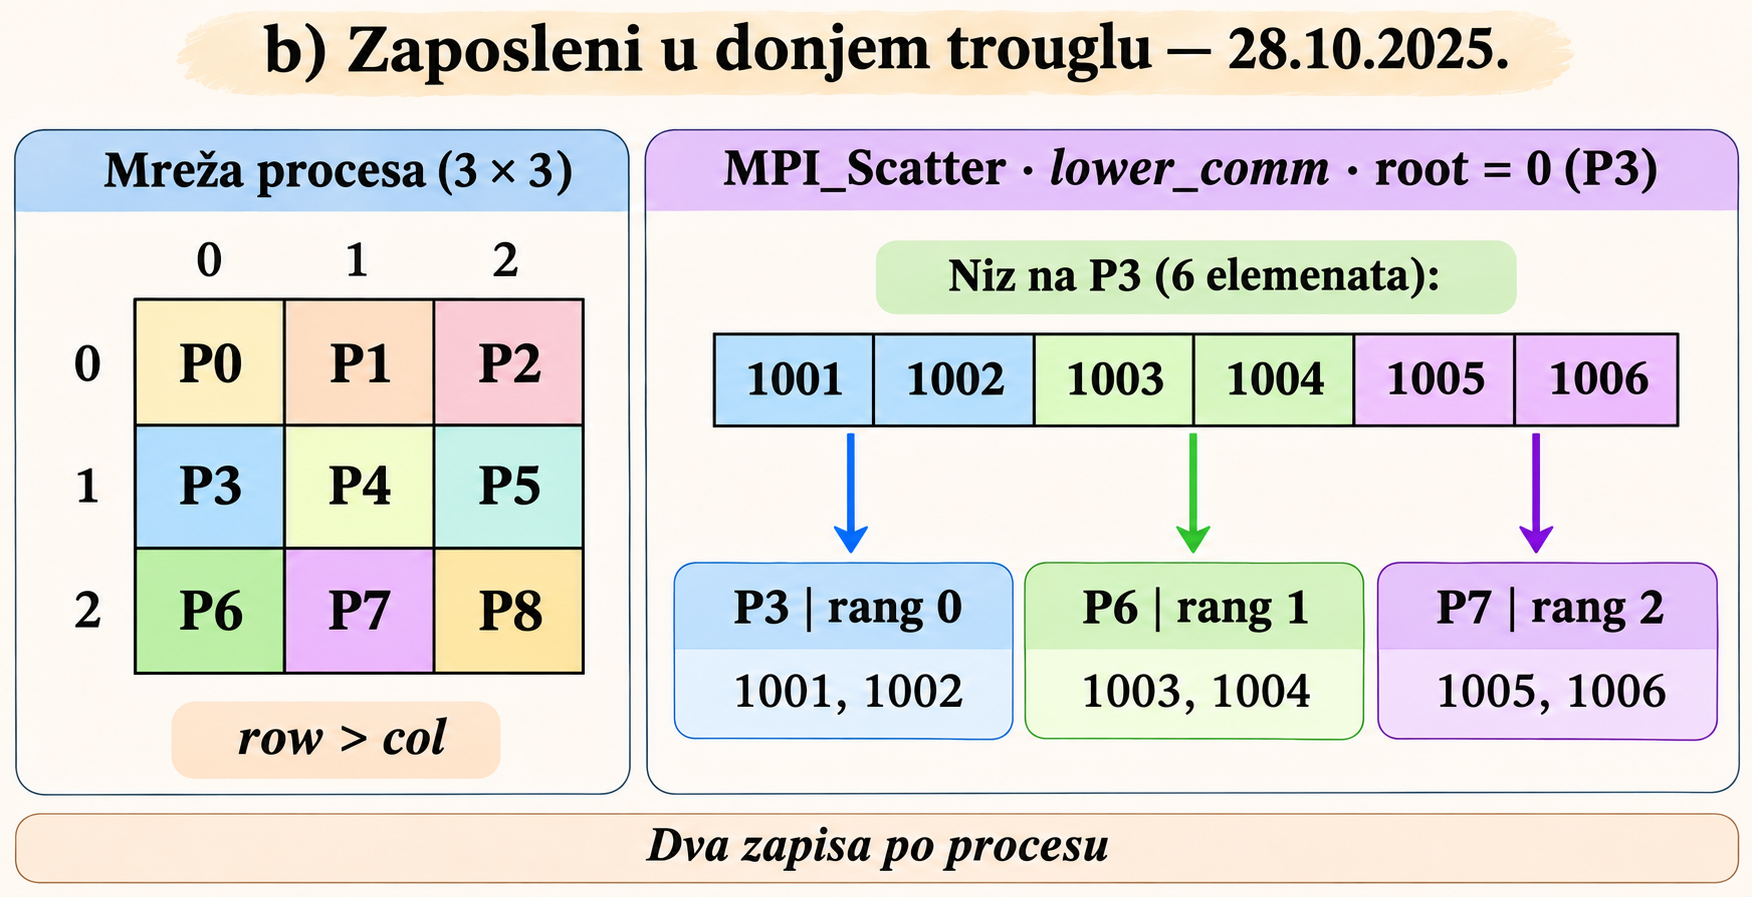 b) Zaposleni u donjem trouglu — 28.10.2025.
Mreža procesa (3 × 3)
0 1 2
0 P0 P1 P2
1 P3 P4 P5
2 P6 P7 P8
row > col
MPI_Scatter · lower_comm · root = 0 (P3)
Niz na P3 (6 elemenata):
1001 1002 1003 1004 1005 1006
P3 | rang 0
1001, 1002
P6 | rang 1
1003, 1004
P7 | rang 2
1005, 1006
Dva zapisa po procesu